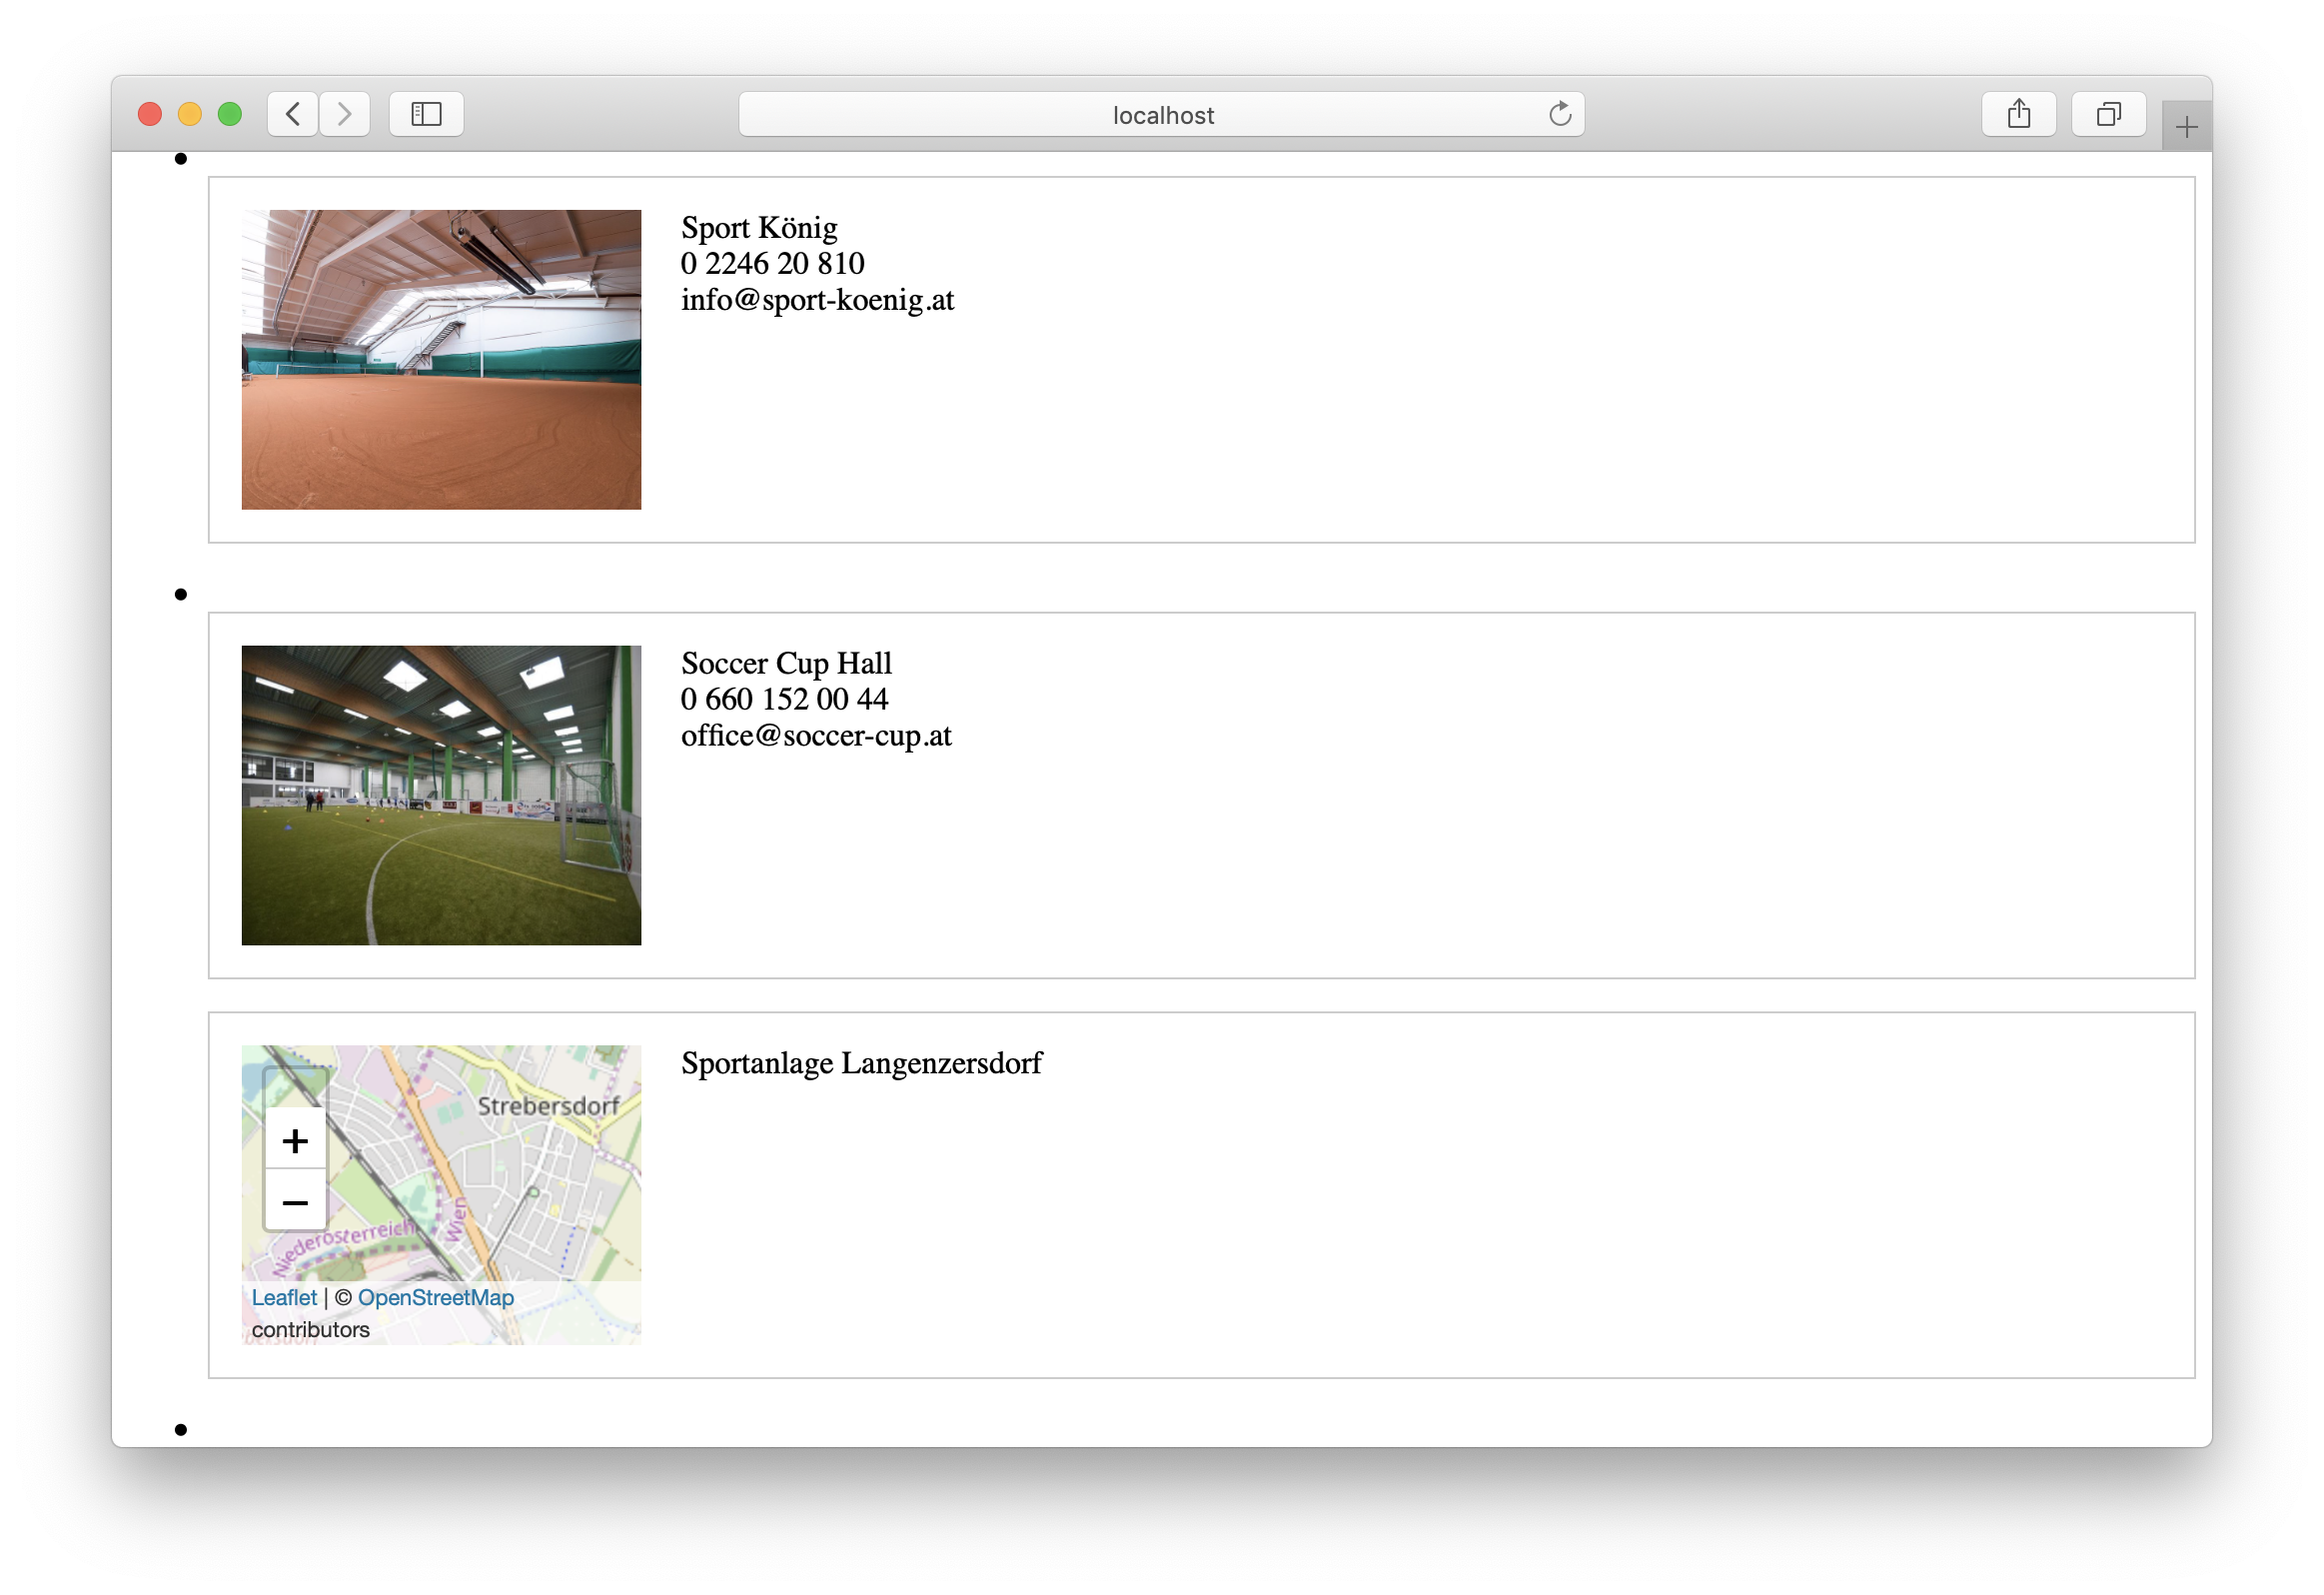 localhost
Sport König
0 2246 20 810
info@sport-koenig.at
Soccer Cup Hall
0 660 152 00 44
office@soccer-cup.at
Sportanlage Langenzersdorf
Strebersdorf
+
−
Niederösterreich
Wien
Leaflet | © OpenStreetMap
contributors